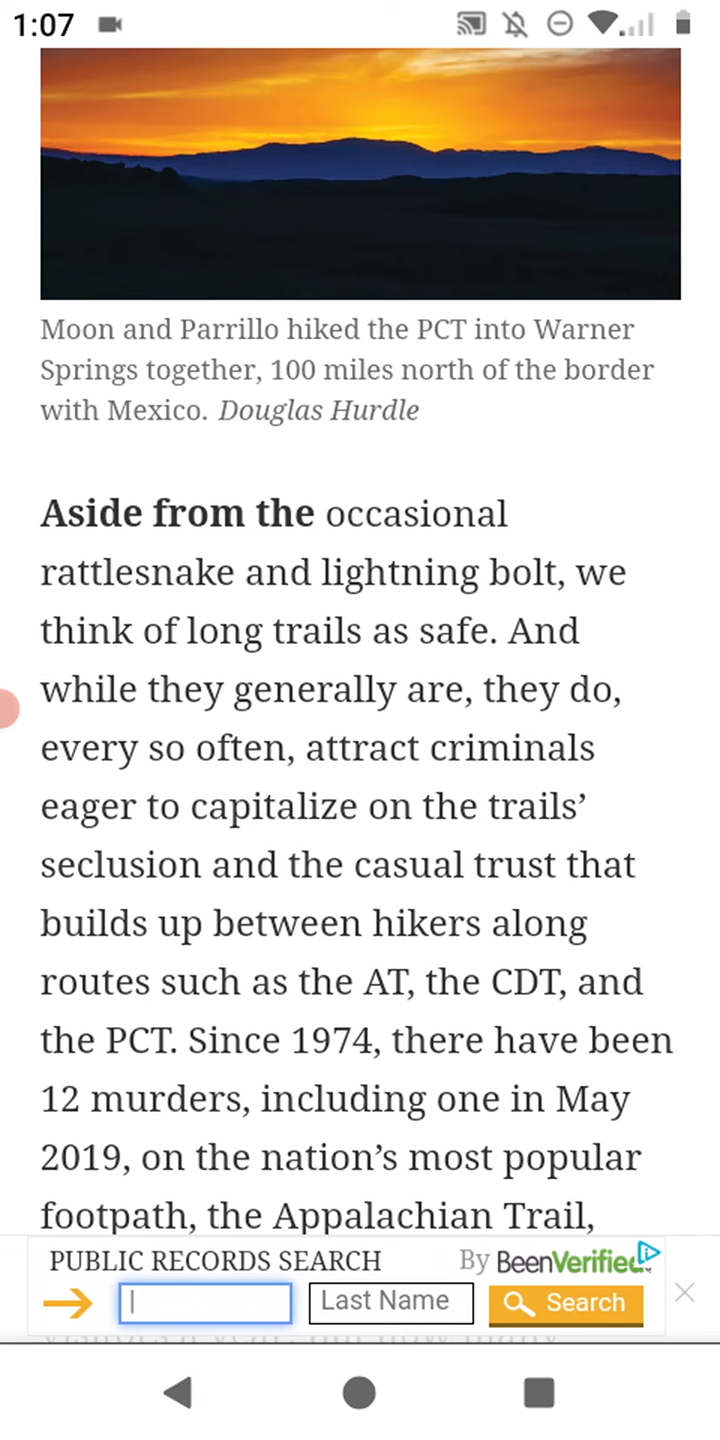 1:07
Moon and Parrillo hiked the PCT into Warner
Springs together, 100 miles north of the border
with Mexico. Douglas Hurdle
Aside from the occasional
rattlesnake and lightning bolt, we
think of long trails as safe. And
while they generally are, they do,
every so often, attract criminals
eager to capitalize on the trails’
seclusion and the casual trust that
builds up between hikers along
routes such as the AT, the CDT, and
the PCT. Since 1974, there have been
12 murders, including one in May
2019, on the nation’s most popular
footpath, the Appalachian Trail,
PUBLIC RECORDS SEARCH By BeenVerified
Last Name Search